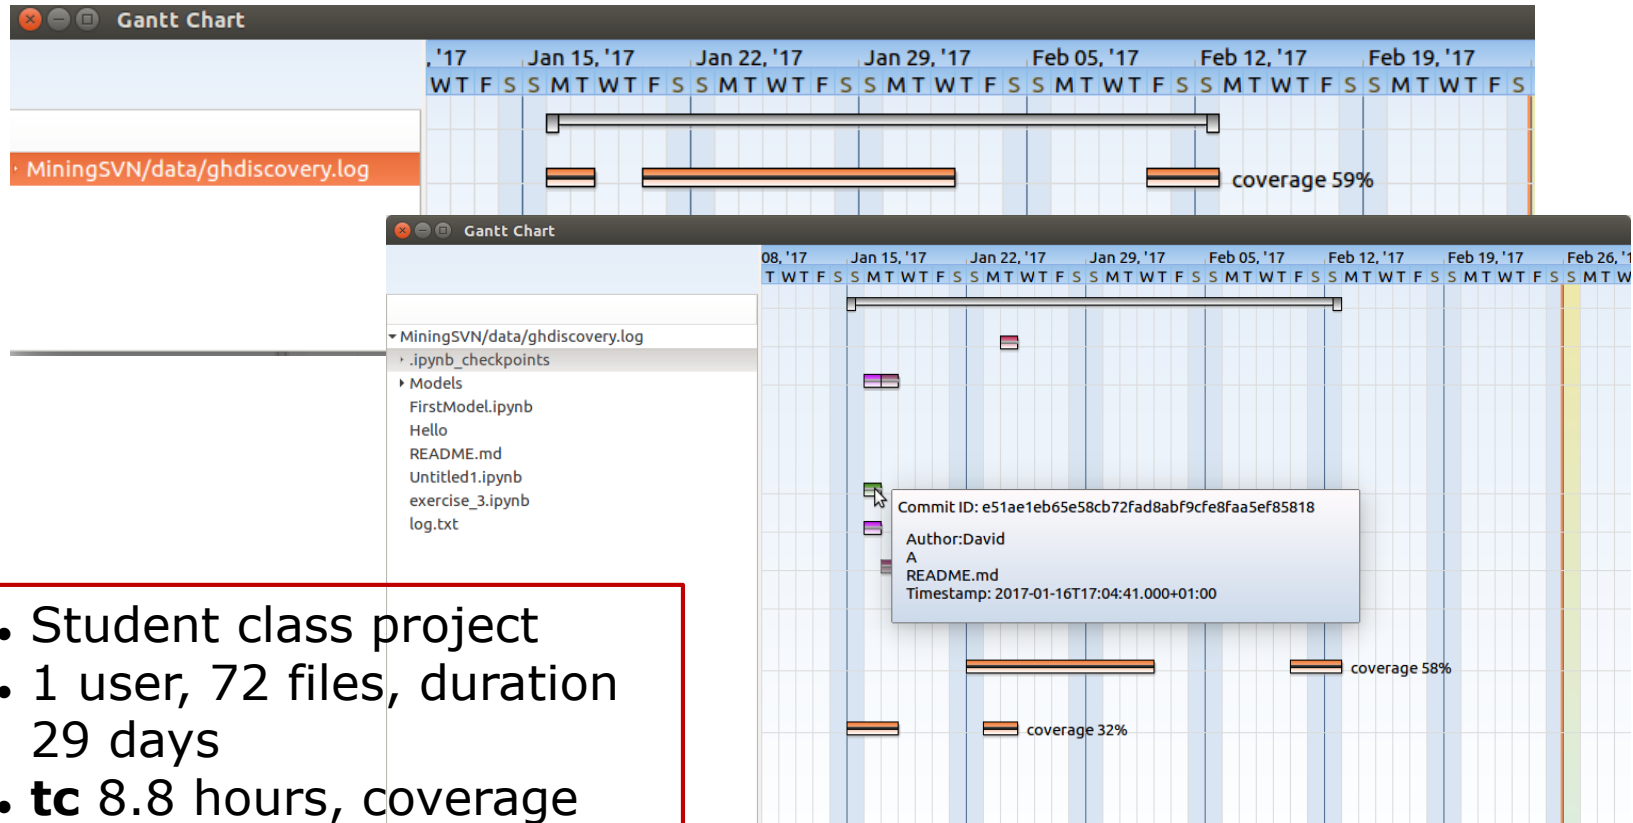 Gantt Chart
, '17 Jan 15, '17 Jan 22, '17 Jan 29, '17 Feb 05, '17 Feb 12, '17 Feb 19, '17
W T F S S M T W T F S S M T W T F S S M T W T F S S M T W T F S S M T W T F S S M T W T F S
MiningSVN/data/ghdiscovery.log
coverage 59%
Gantt Chart
08, '17 Jan 15, '17 Jan 22, '17 Jan 29, '17 Feb 05, '17 Feb 12, '17 Feb 19, '17 Feb 26, '1
T W T F S S M T W T F S S M T W T F S S M T W T F S S M T W T F S S M T W T F S S M T W T F S S M T W
MiningSVN/data/ghdiscovery.log
.ipynb_checkpoints
Models
FirstModel.ipynb
Hello
README.md
Untitled1.ipynb
exercise_3.ipynb
log.txt
Commit ID: e51ae1eb65e58cb72fad8abf9cfe8faa5ef85818
Author:David
A
README.md
Timestamp: 2017-01-16T17:04:41.000+01:00
coverage 58%
coverage 32%
• Student class project
• 1 user, 72 files, duration
29 days
• tc 8.8 hours, coverage